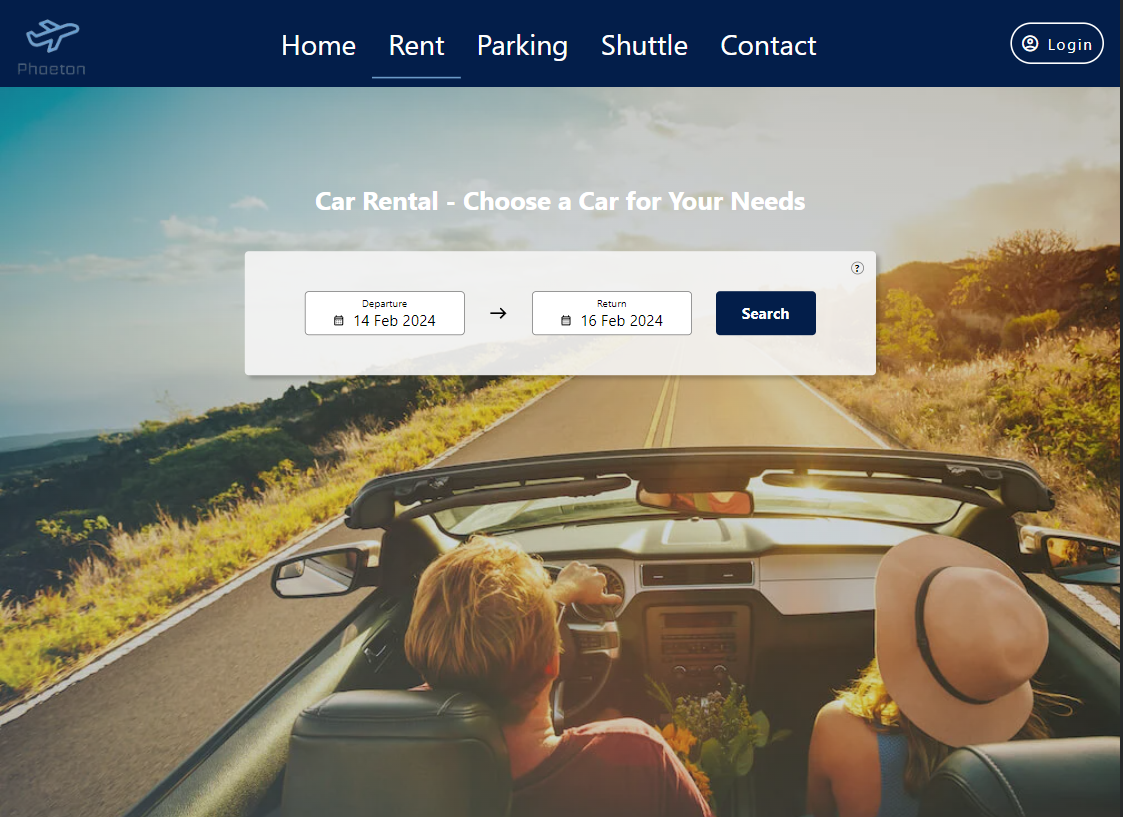 Phaeton
Home Rent Parking Shuttle Contact
Login
Car Rental - Choose a Car for Your Needs
?
Departure
14 Feb 2024
→
Return
16 Feb 2024
Search